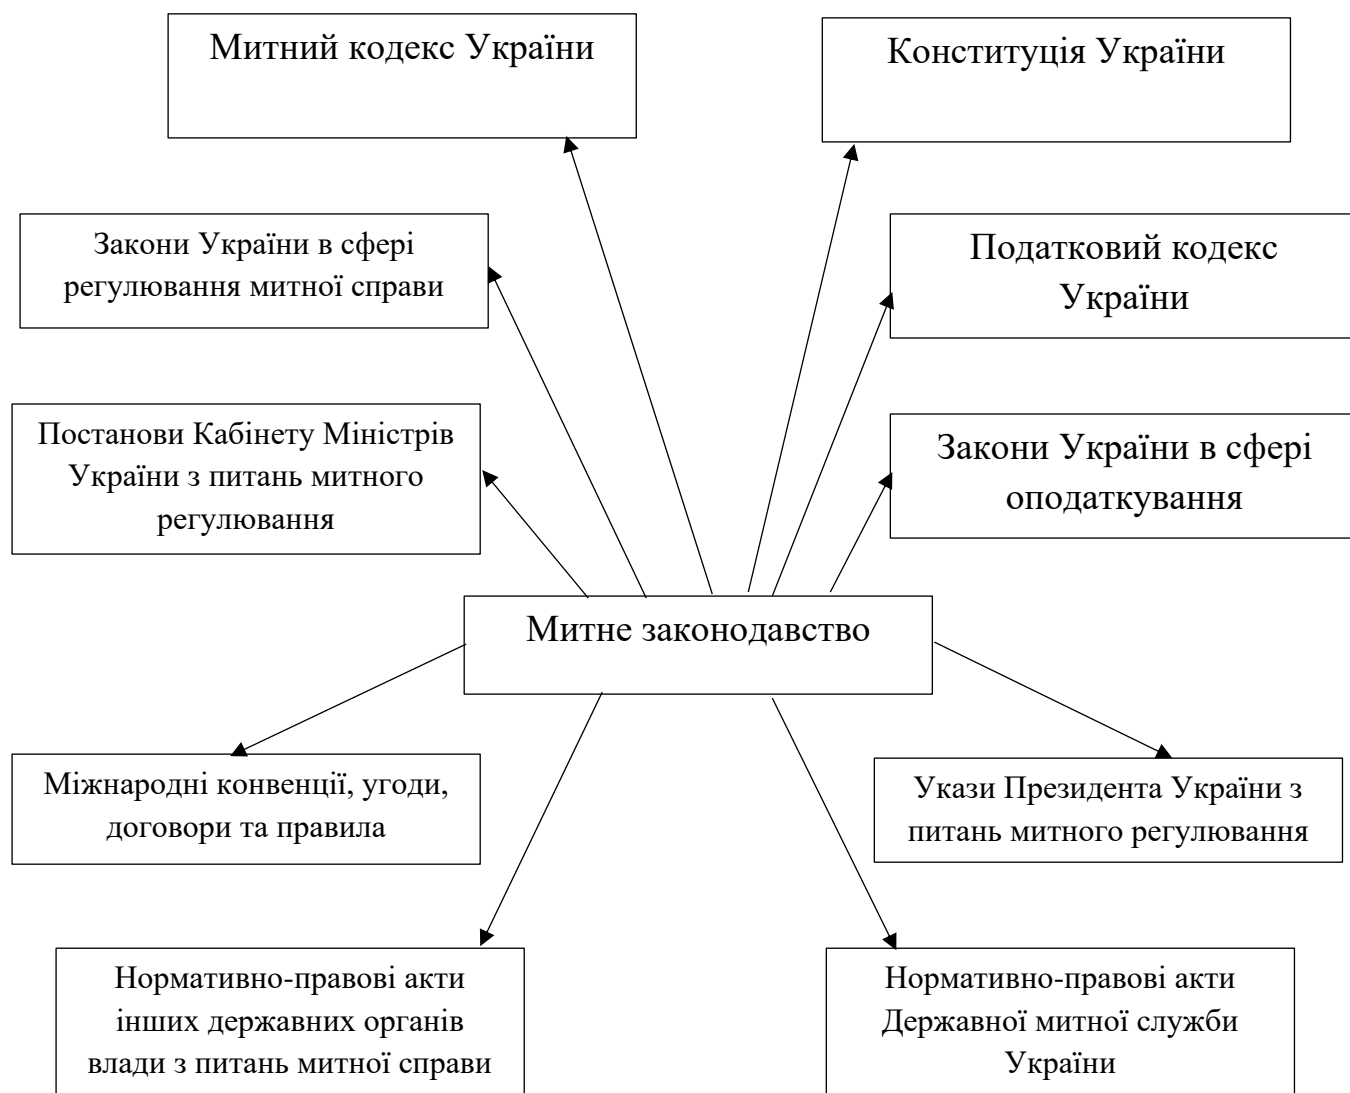 Митний кодекс України
Конституція України
Закони України в сфері
регулювання митної справи
Податковий кодекс
України
Постанови Кабінету Міністрів
України з питань митного
регулювання
Закони України в сфері
оподаткування
Митне законодавство
Міжнародні конвенції, угоди,
договори та правила
Укази Президента України з
питань митного регулювання
Нормативно-правові акти
інших державних органів
влади з питань митної справи
Нормативно-правові акти
Державної митної служби
України